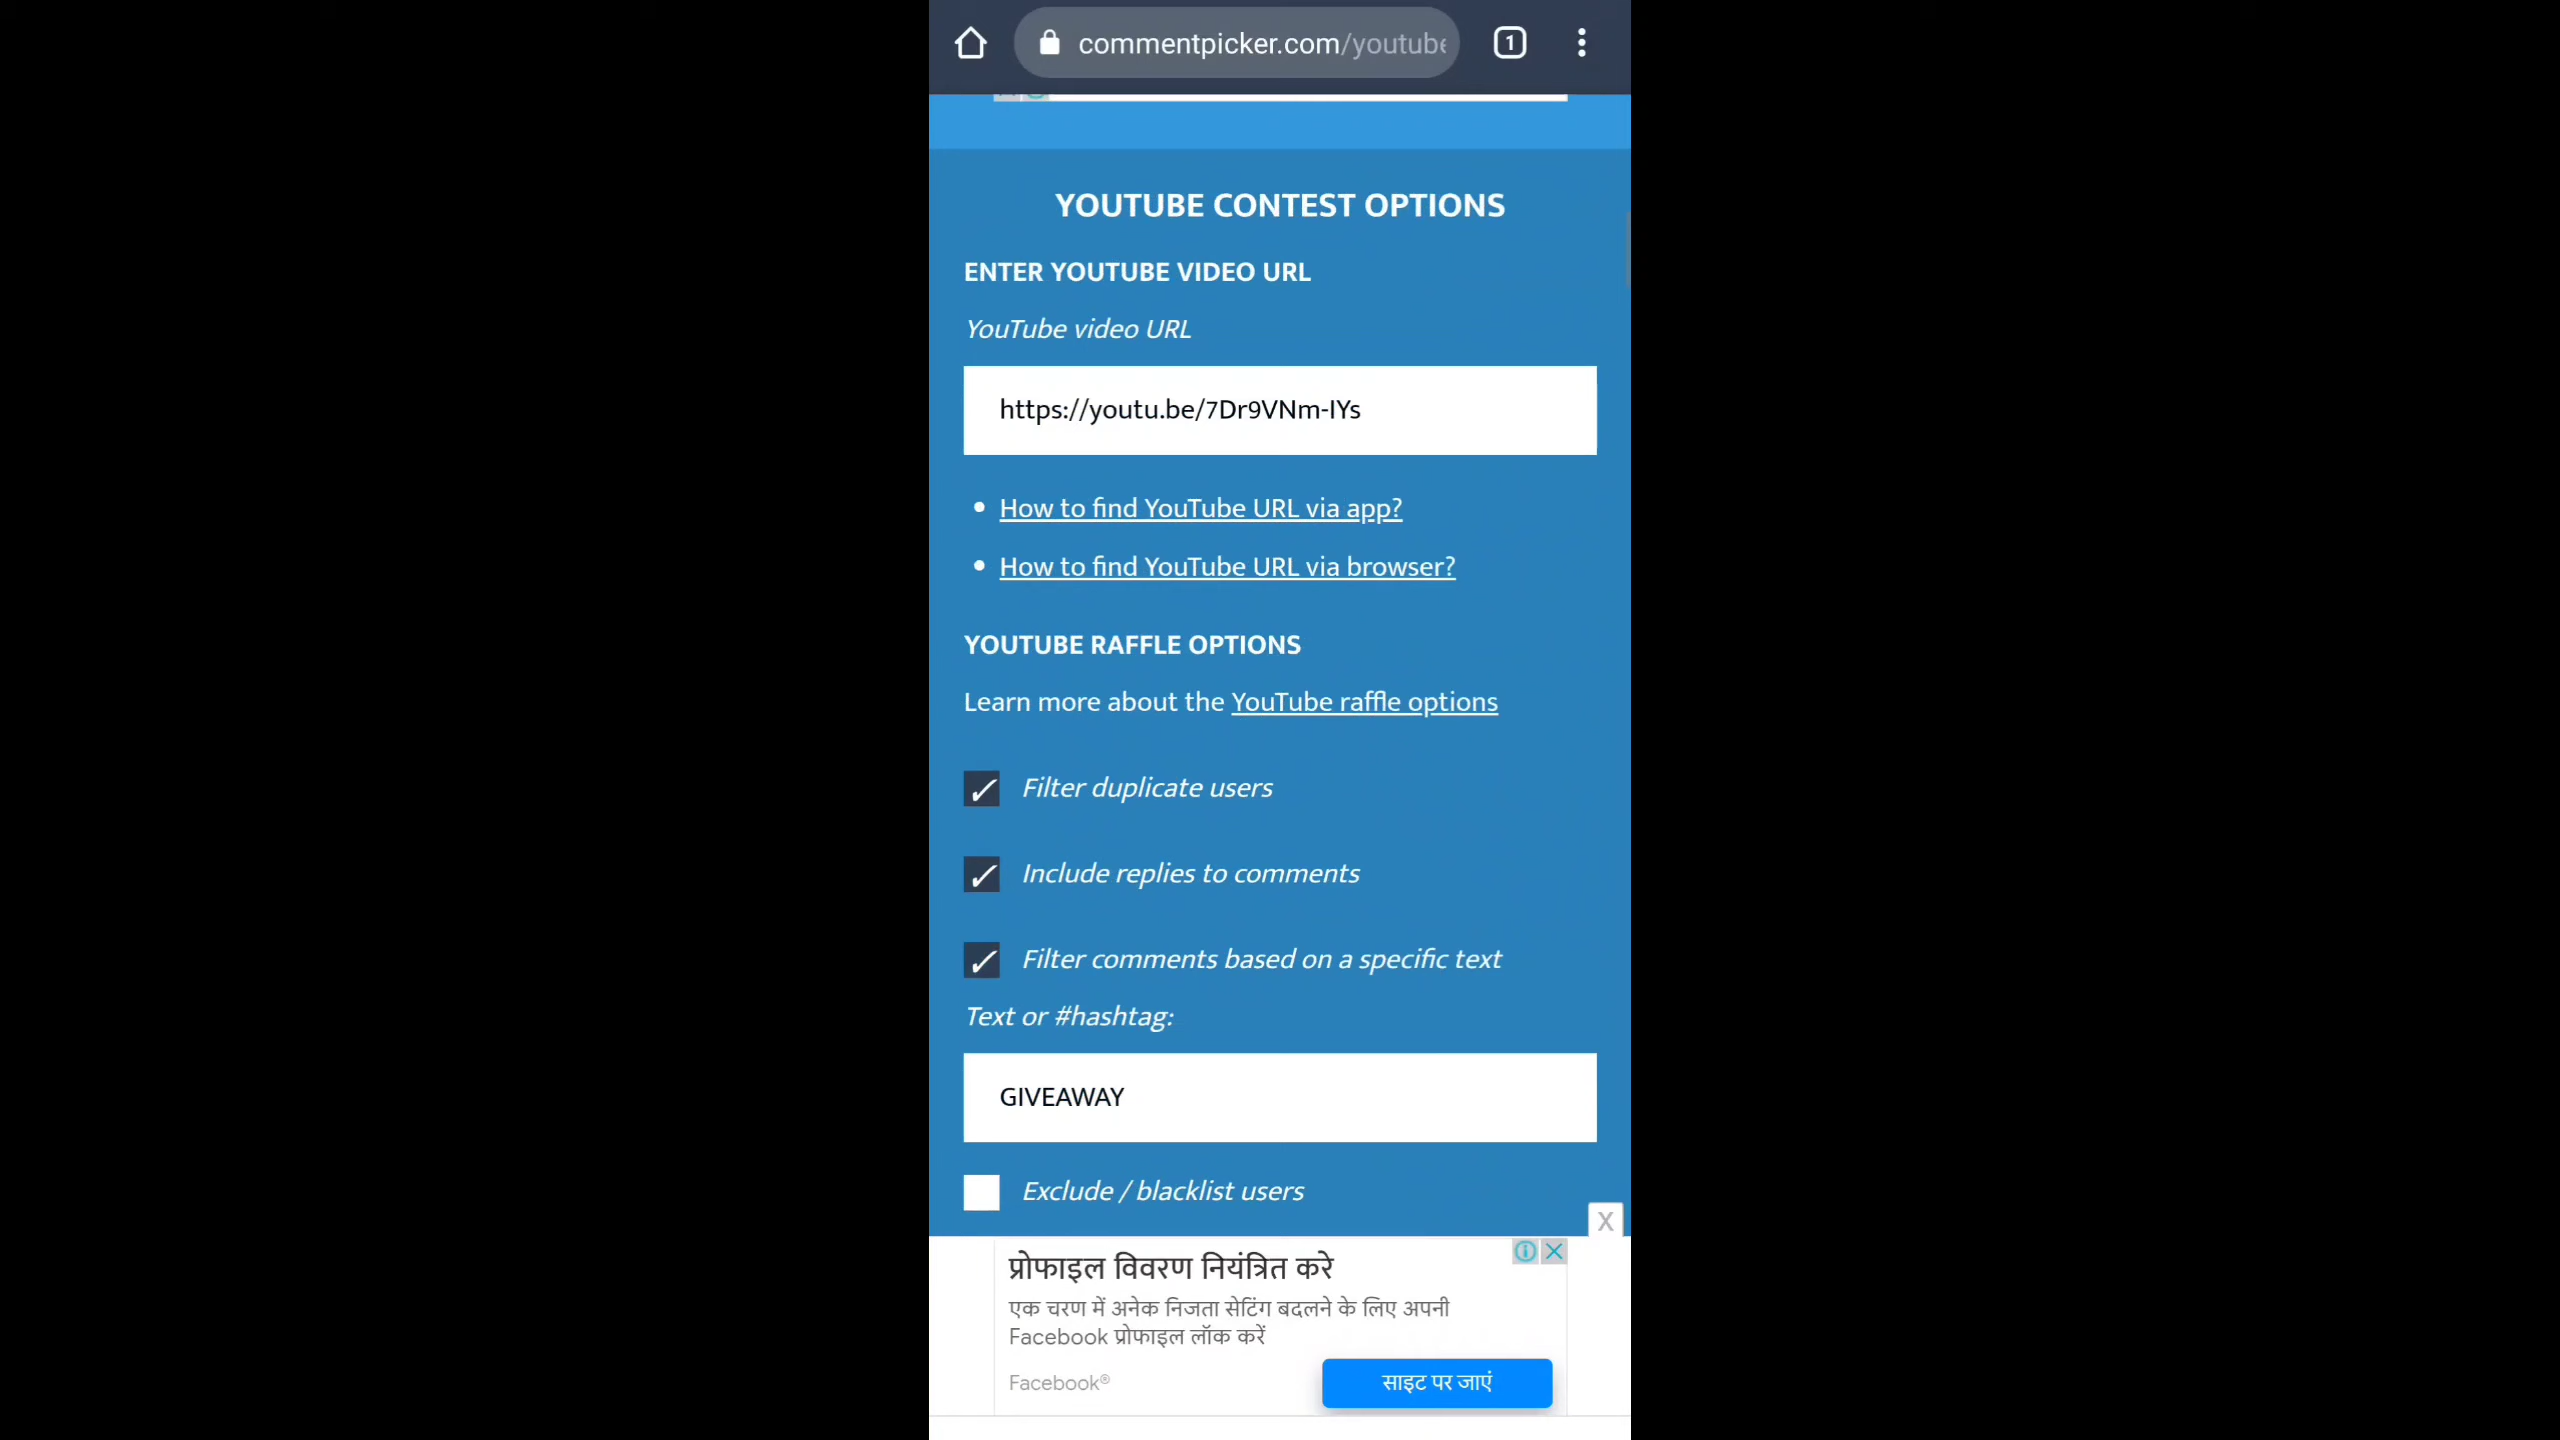 commentpicker.com/youtube
1
YOUTUBE CONTEST OPTIONS
ENTER YOUTUBE VIDEO URL
YouTube video URL
https://youtu.be/7Dr9VNm-IYs
How to find YouTube URL via app?
How to find YouTube URL via browser?
YOUTUBE RAFFLE OPTIONS
Learn more about the YouTube raffle options
Filter duplicate users
Include replies to comments
Filter comments based on a specific text
Text or #hashtag:
GIVEAWAY
Exclude / blacklist users
X
प्रोफाइल विवरण नियंत्रित करे
एक चरण में अनेक निजता सेटिंग बदलने के लिए अपनी
Facebook प्रोफाइल लॉक करें
Facebook®
साइट पर जाएं